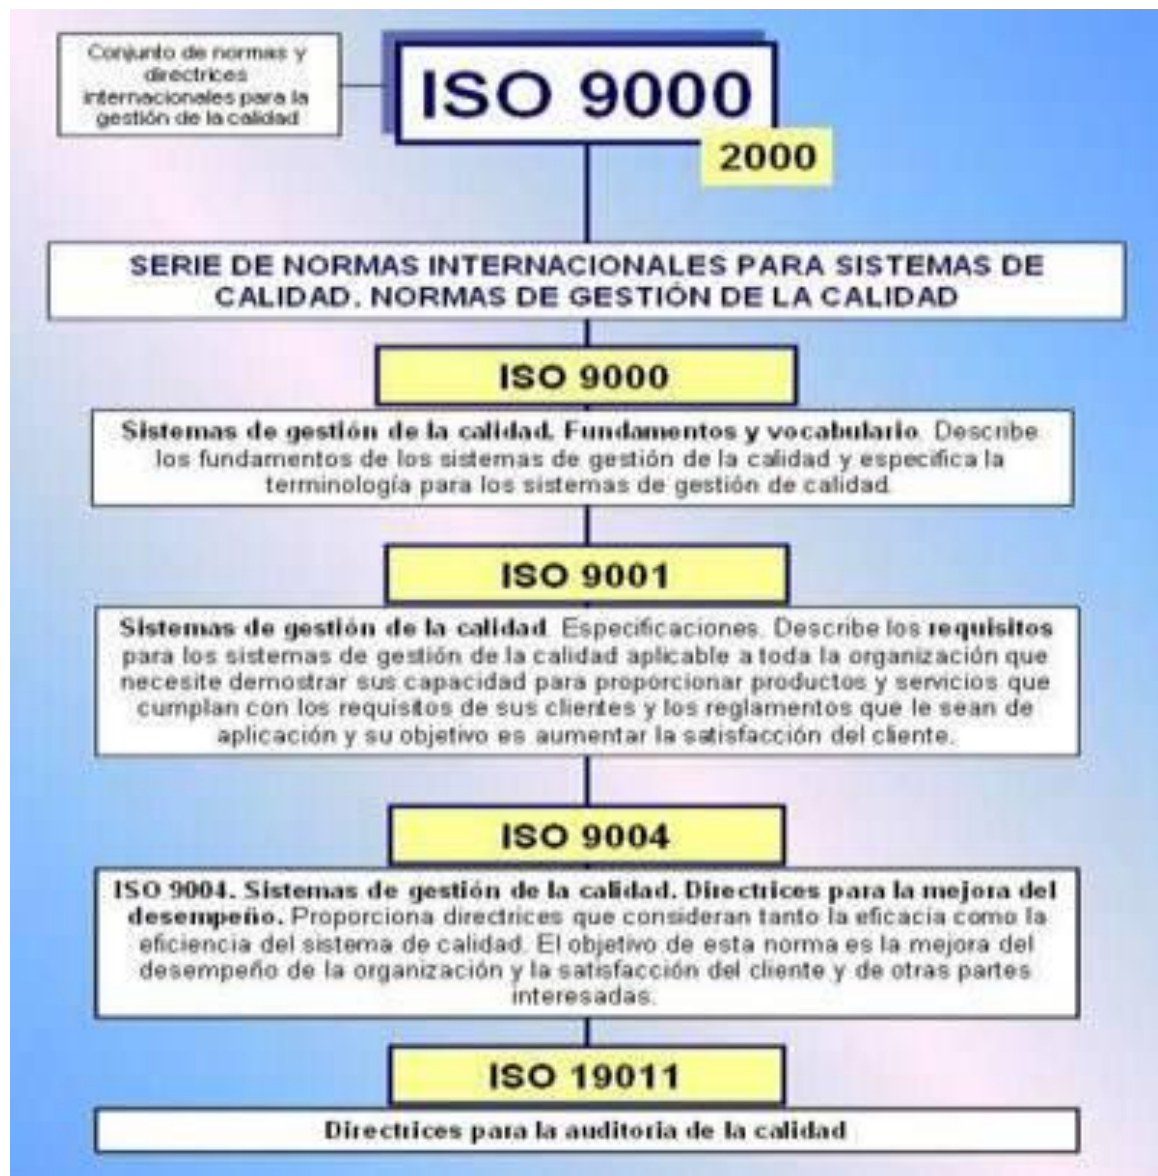 Conjunto de normas y
directrices
internacionales para la
gestión de la calidad
ISO 9000
2000
SERIE DE NORMAS INTERNACIONALES PARA SISTEMAS DE
CALIDAD. NORMAS DE GESTIÓN DE LA CALIDAD
ISO 9000
Sistemas de gestión de la calidad. Fundamentos y vocabulario. Describe
los fundamentos de los sistemas de gestión de la calidad y especifica la
terminología para los sistemas de gestión de calidad.
ISO 9001
Sistemas de gestión de la calidad. Especificaciones. Describe los requisitos
para los sistemas de gestión de la calidad aplicable a toda la organización que
necesite demostrar sus capacidad para proporcionar productos y servicios que
cumplan con los requisitos de sus clientes y los reglamentos que le sean de
aplicación y su objetivo es aumentar la satisfacción del cliente.
ISO 9004
ISO 9004. Sistemas de gestión de la calidad. Directrices para la mejora del
desempeño. Proporciona directrices que consideran tanto la eficacia como la
eficiencia del sistema de calidad. El objetivo de esta norma es la mejora del
desempeño de la organización y la satisfacción del cliente y de otras partes
interesadas.
ISO 19011
Directrices para la auditoria de la calidad